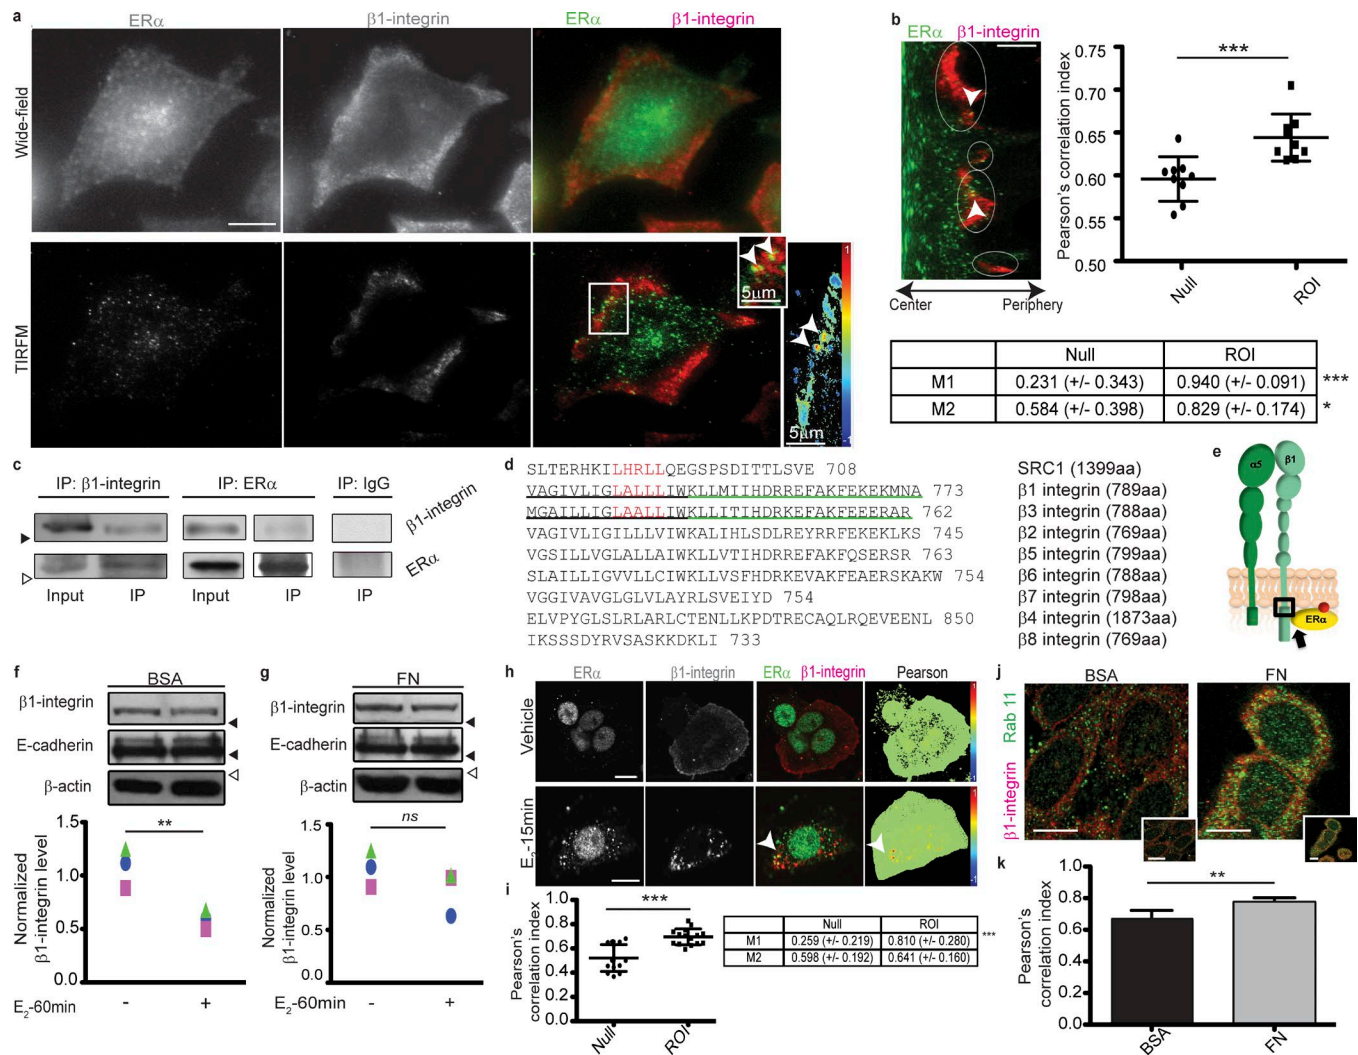 a
ERα
β1-integrin
ERα β1-integrin
Wide-field
TIRFM
5μm
5μm
1
-1
b
ERα β1-integrin
Center Periphery
Pearson's correlation index
0.75
0.70
0.65
0.60
0.55
0.50
***
Null ROI
Null ROI
M1 0.231 (+/- 0.343) 0.940 (+/- 0.091) ***
M2 0.584 (+/- 0.398) 0.829 (+/- 0.174) *
c
IP: β1-integrin IP: ERα IP: IgG
β1-integrin
ERα
Input IP Input IP IP
d
SLTERHKILHRLLQEGSPSDITTLSVE 708 SRC1 (1399aa)
VAGIVLIGLALLLIWKLLMIIHDRREFAKFEKEKMNA 773 β1 integrin (789aa)
MGAILLIGLAALLIWKLLITIHDRKEFAKFEEERAR 762 β3 integrin (788aa)
VAGIVLIGILLLVIWKALIHLSDLREYRRFEKEKLKS 745 β2 integrin (769aa)
VGSILLVGLALLAIWKLLVTIHDRREFAKFQSERSR 763 β5 integrin (799aa)
SLAILLIGVVLLCIWKLLVSFHDRKEVAKFEAERSKAKW 754 β6 integrin (788aa)
VGGIVAVGLGLVLAYRLSVEIYD 754 β7 integrin (798aa)
ELVPYGLSLRLARLCTENLLKPDTRECAQLRQEVEENL 850 β4 integrin (1873aa)
IKSSSDYRVSASKKDKLI 733 β8 integrin (769aa)
e
α5
β1
ERα
f
BSA
β1-integrin
E-cadherin
β-actin
Normalized
β1-integrin level
1.5
1.0
0.5
0.0
**
E2-60min - +
g
FN
β1-integrin
E-cadherin
β-actin
Normalized
β1-integrin level
1.5
1.0
0.5
0.0
ns
E2-60min - +
h
ERα β1-integrin ERα β1-integrin Pearson
Vehicle
E2-15min
1
-1
1
-1
i
Pearson's
correlation index
1.0
0.8
0.6
0.4
0.2
0.0
***
Null ROI
Null ROI
M1 0.259 (+/- 0.219) 0.810 (+/- 0.280) ***
M2 0.598 (+/- 0.192) 0.641 (+/- 0.160)
j
BSA FN
β1-integrin Rab 11
k
Pearson's
correlation index
1.0
0.8
0.6
0.4
0.2
0.0
**
BSA FN